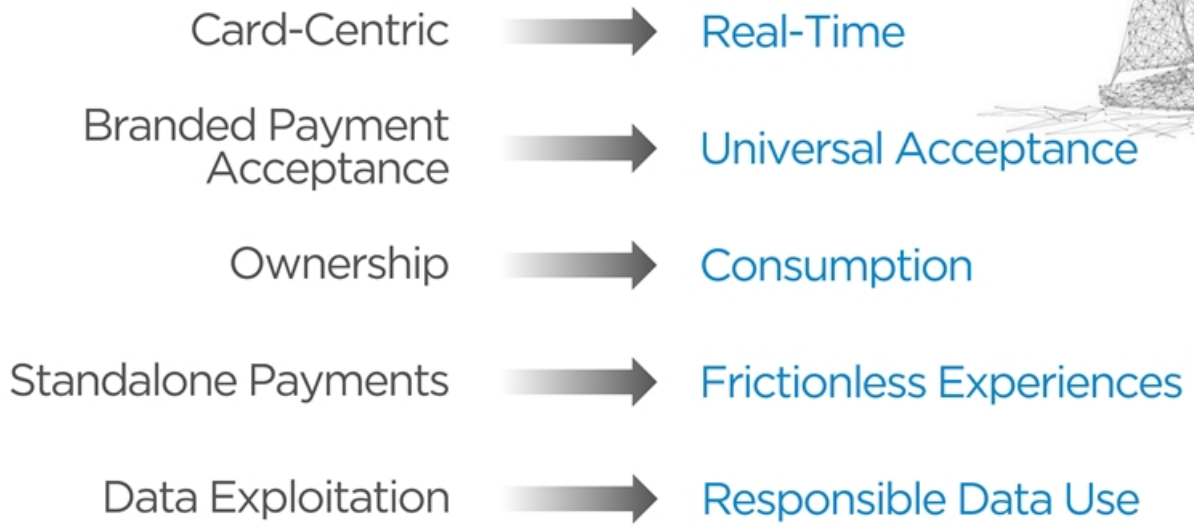 Card-Centric
Real-Time
Branded Payment
Acceptance
Universal Acceptance
Ownership
Consumption
Standalone Payments
Frictionless Experiences
Data Exploitation
Responsible Data Use